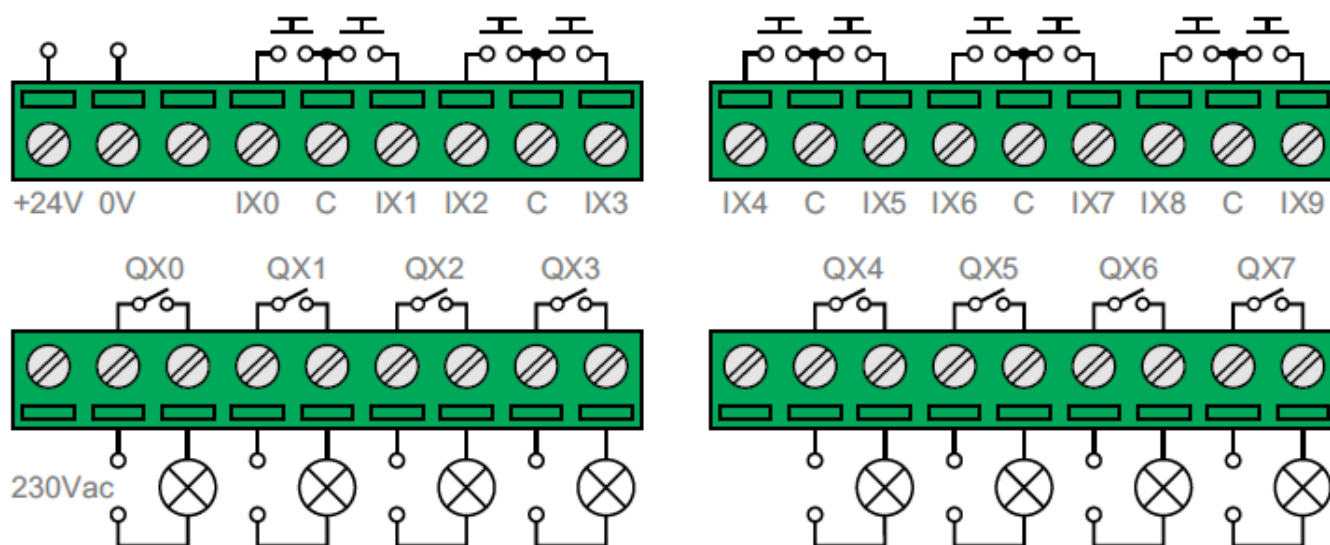 +24V 0V IX0 C IX1 IX2 C IX3 IX4 C IX5 IX6 C IX7 IX8 C IX9
QX0 QX1 QX2 QX3 QX4 QX5 QX6 QX7
230Vac